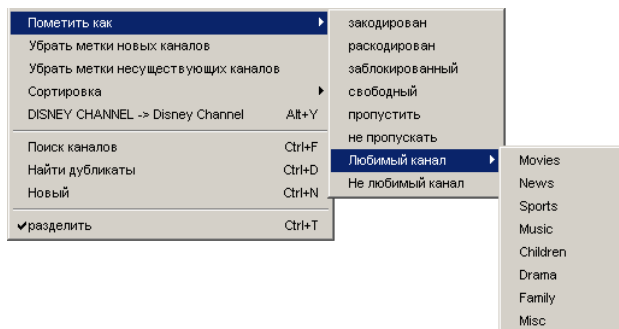 Пометить как
Убрать метки новых каналов
Убрать метки несуществующих каналов
Сортировка
DISNEY CHANNEL -> Disney Channel Alt+Y
Поиск каналов Ctrl+F
Найти дубликаты Ctrl+D
Новый Ctrl+N
✔разделить Ctrl+T
закодирован
раскодирован
заблокированный
свободный
пропустить
не пропускать
Любимый канал
Не любимый канал
Movies
News
Sports
Music
Children
Drama
Family
Misc